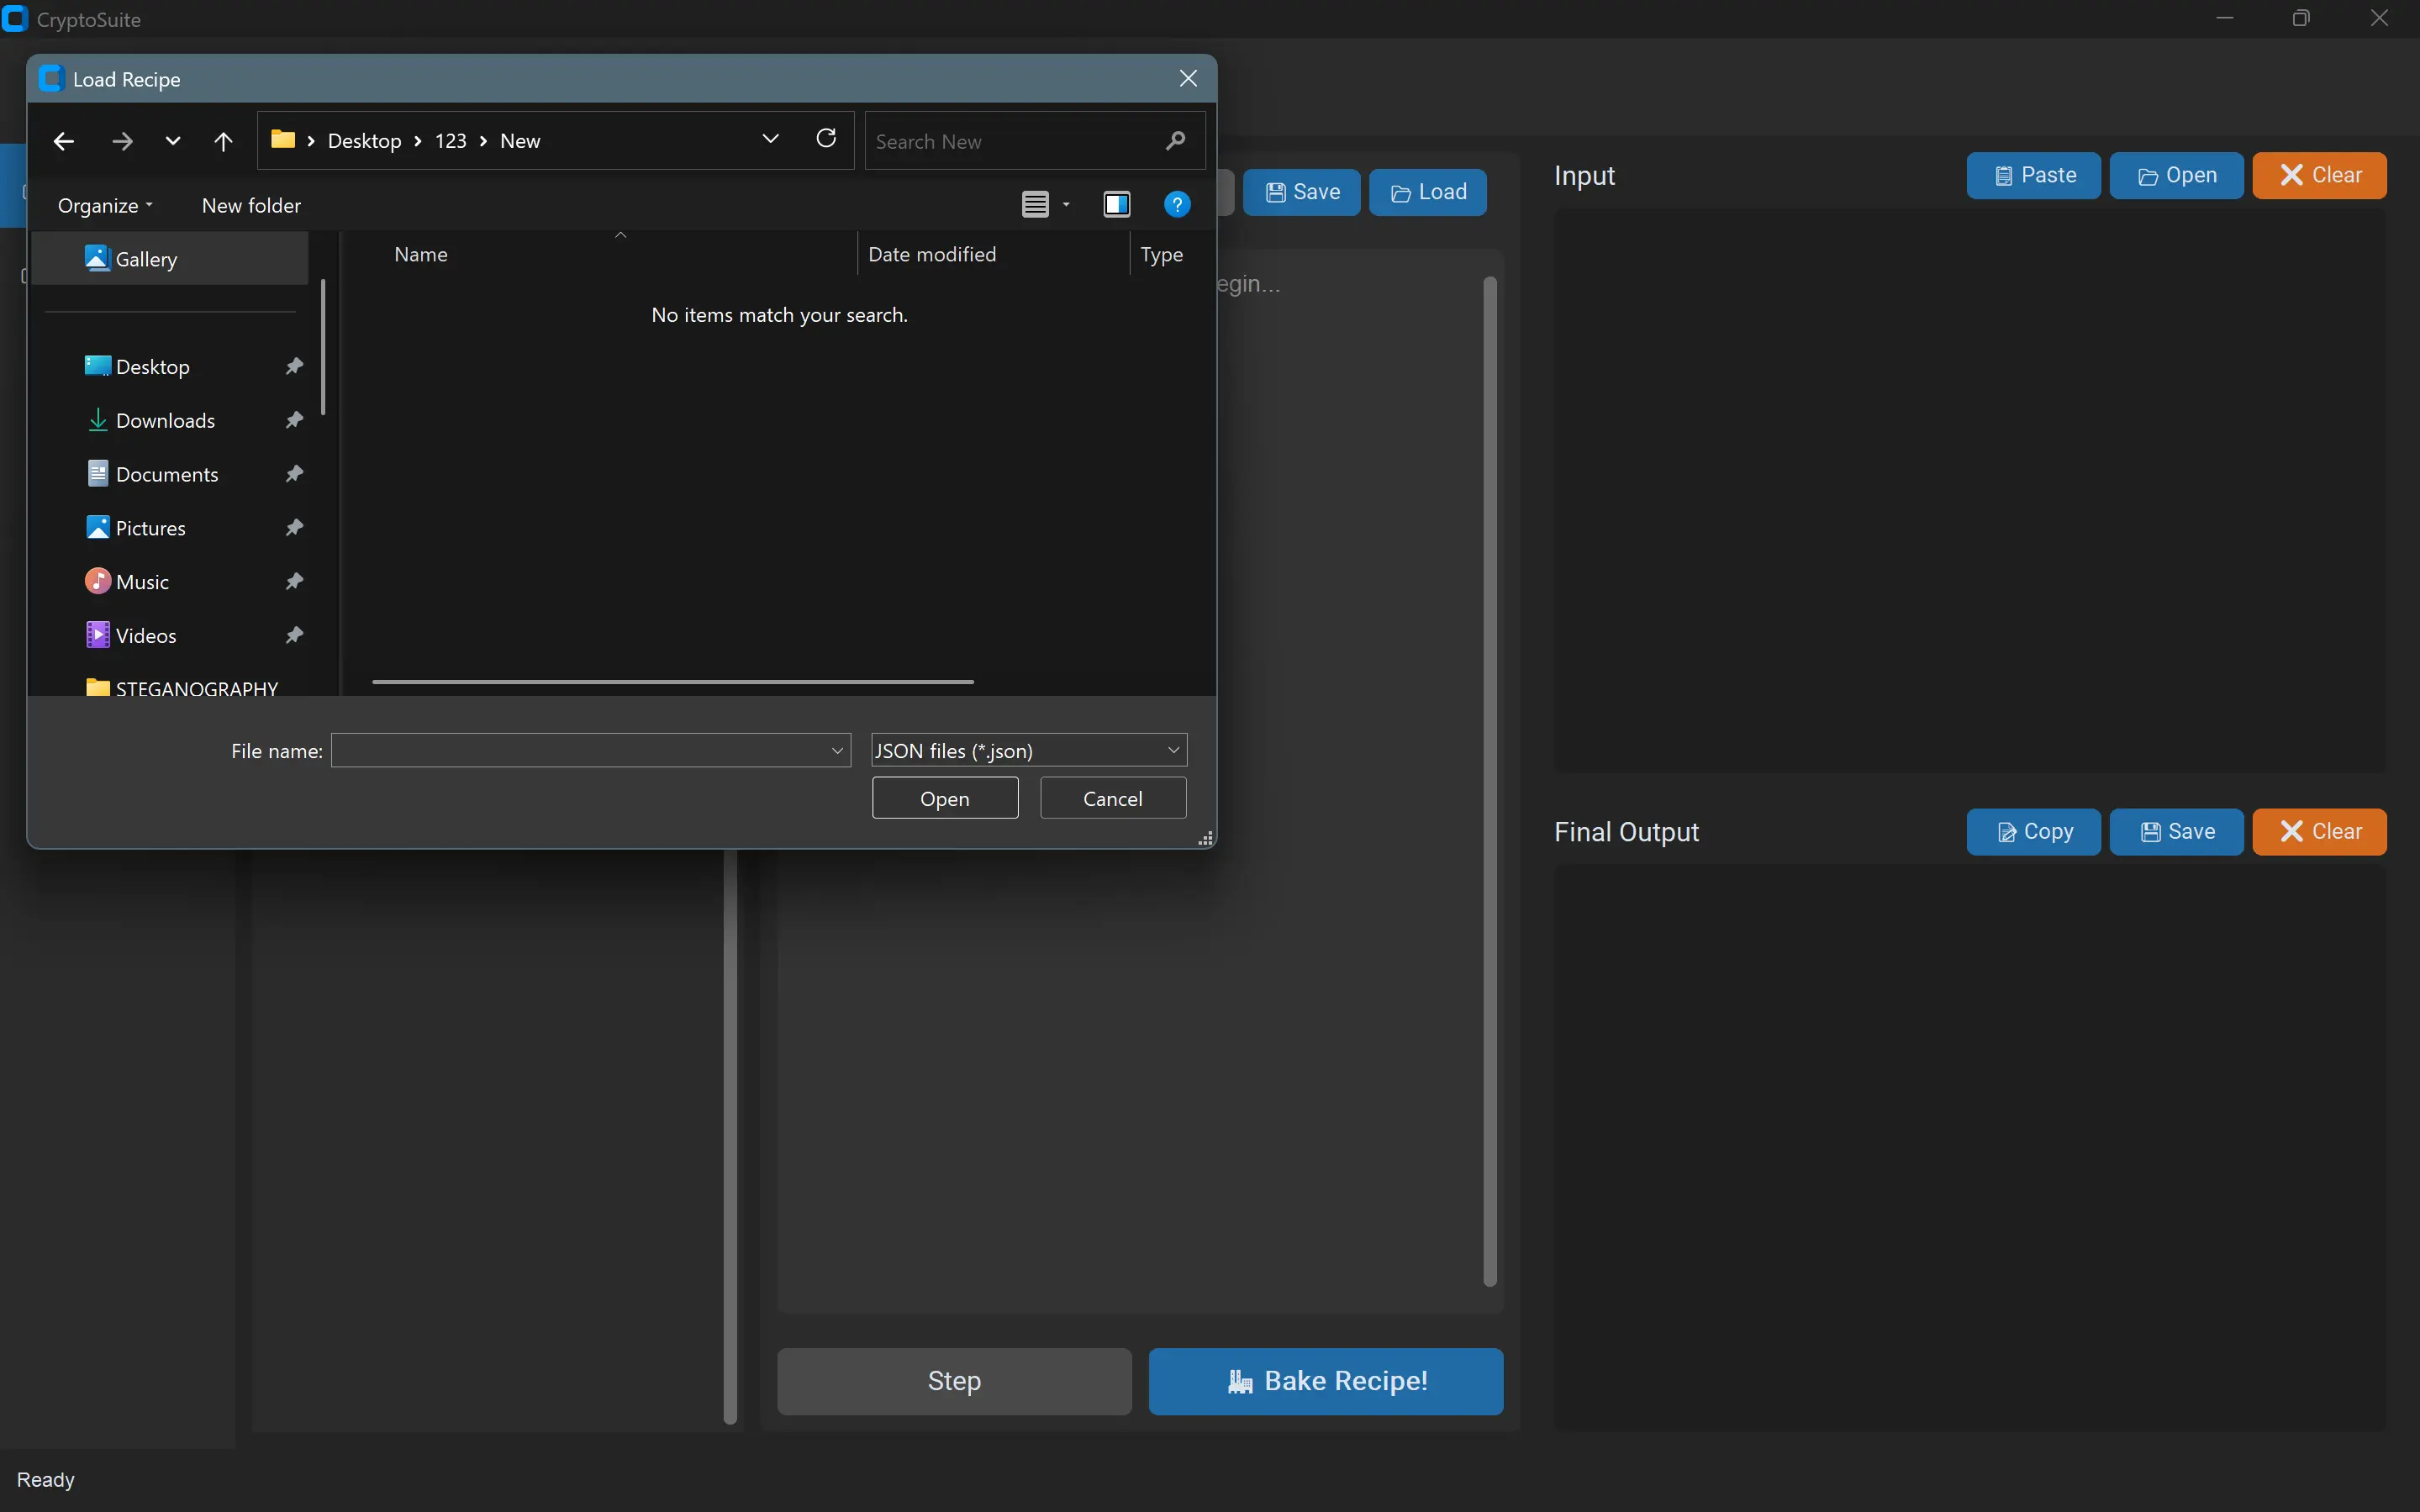 CryptoSuite
Load Recipe
Desktop
123
New
Search New
Organize
New folder
Gallery
Desktop
Downloads
Documents
Pictures
Music
Videos
STEGANOGRAPHY
Name
Date modified
Type
No items match your search.
File name:
JSON files (*.json)
Open
Cancel
Save
Load
egin...
Step
Bake Recipe!
Input
Paste
Open
Clear
Final Output
Copy
Save
Clear
Ready